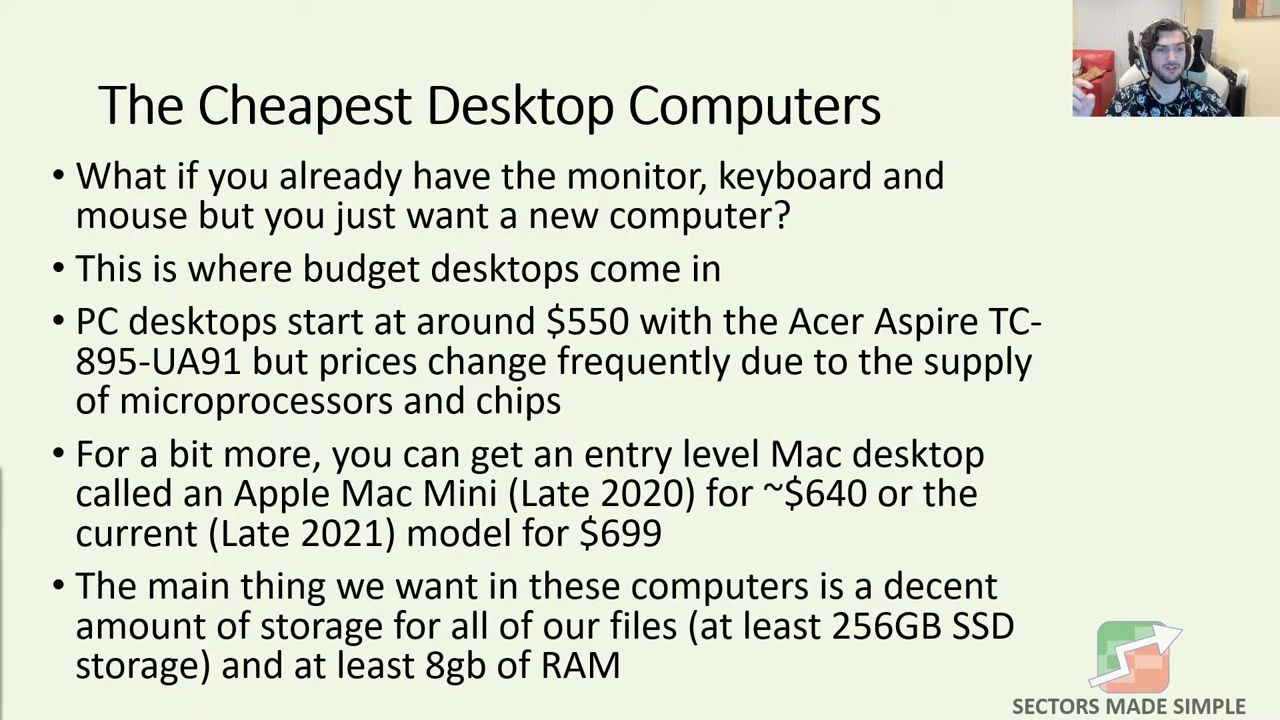 The Cheapest Desktop Computers
• What if you already have the monitor, keyboard and
mouse but you just want a new computer?
• This is where budget desktops come in
• PC desktops start at around $550 with the Acer Aspire TC-
895-UA91 but prices change frequently due to the supply
of microprocessors and chips
• For a bit more, you can get an entry level Mac desktop
called an Apple Mac Mini (Late 2020) for ~$640 or the
current (Late 2021) model for $699
• The main thing we want in these computers is a decent
amount of storage for all of our files (at least 256GB SSD
storage) and at least 8gb of RAM
SECTORS MADE SIMPLE